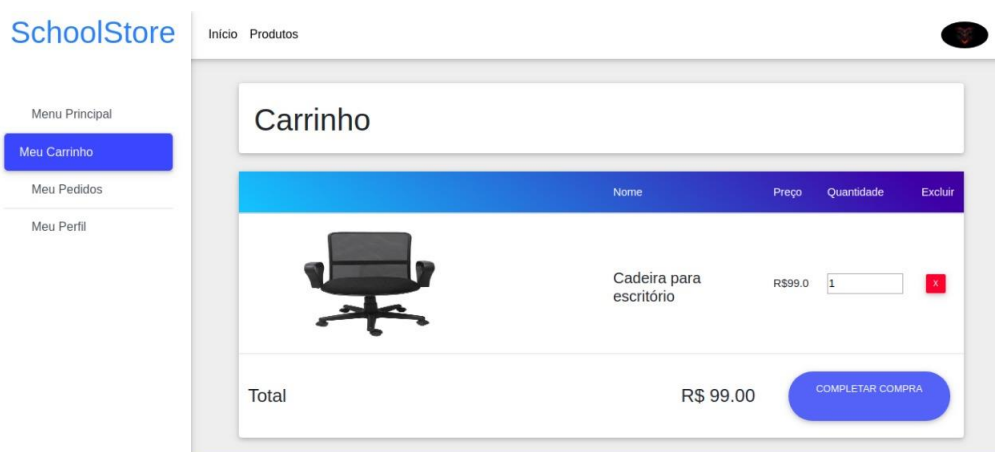 SchoolStore
Início Produtos
Menu Principal
Meu Carrinho
Meu Pedidos
Meu Perfil
Carrinho
Nome Preço Quantidade Excluir
Cadeira para
escritório
R$99.0 1 X
Total R$ 99.00 COMPLETAR COMPRA